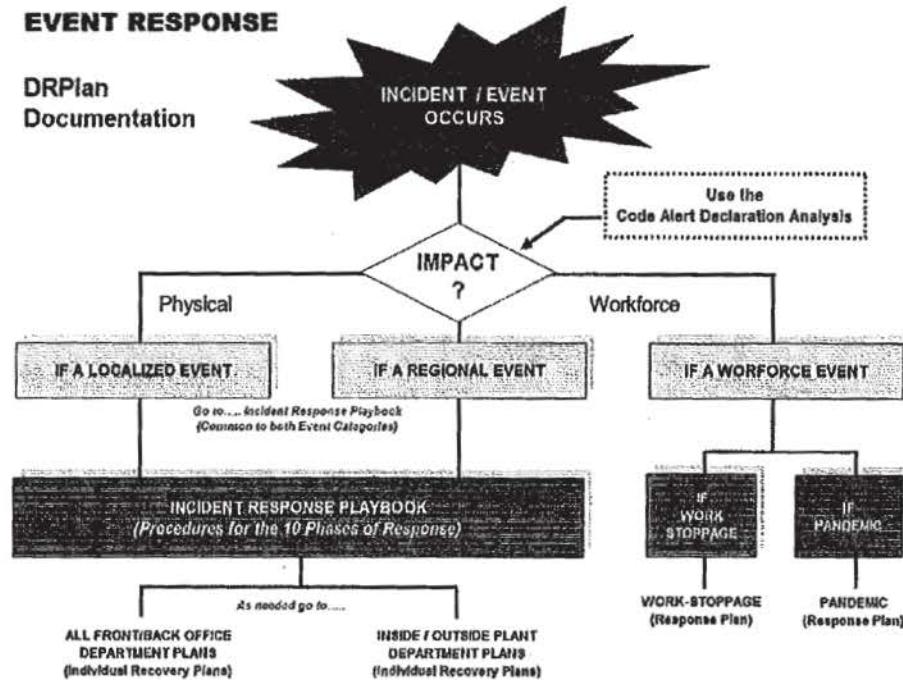 EVENT RESPONSE
DRPlan
Documentation
INCIDENT / EVENT
OCCURS
Use the
Code Alert Declaration Analysis
IMPACT
?
Physical
Workforce
IF A LOCALIZED EVENT
IF A REGIONAL EVENT
IF A WORFORCE EVENT
Go to..... Incident Response Playbook
(Common to both Event Categories)
INCIDENT RESPONSE PLAYBOOK
(Procedures for the 10 Phases of Response)
IF
WORK
STOPPAGE
IF
PANDEMIC
As needed go to.....
WORK-STOPPAGE
(Response Plan)
PANDEMIC
(Response Plan)
ALL FRONT/BACK OFFICE
DEPARTMENT PLANS
(Individual Recovery Plans)
INSIDE / OUTSIDE PLANT
DEPARTMENT PLANS
(Individual Recovery Plans)